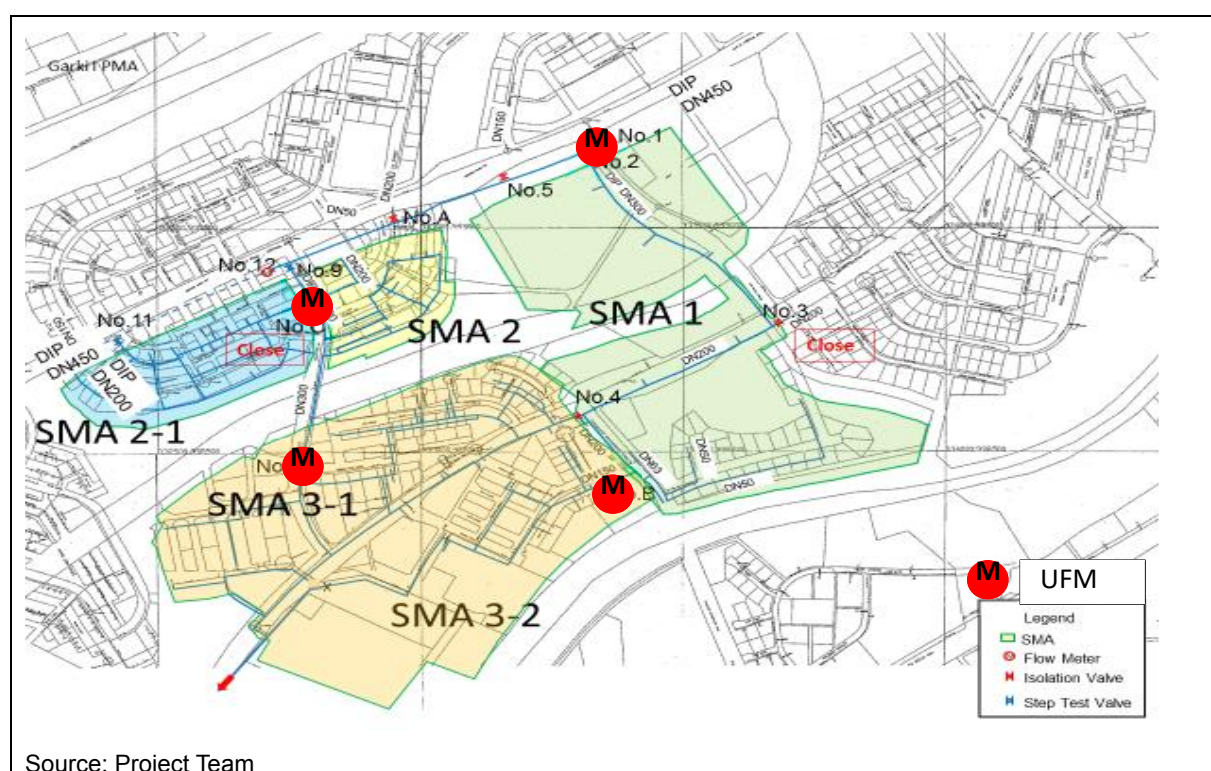 Garki I PMA
DIP
DN450
DN150
M
No.1
No.2
No.5
DIP DN300
DN200
DN50
No.A
No.12
No.9
DN200
M
SMA 1
No.3
No.11
Close
SMA 2
Close
DIP
DN450
DIP
DN200
DN200
DN300
No.4
SMA 2-1
M
SMA 3-1
DN63
DN50
DN150
M
.B
DN50
SMA 3-2
M
UFM
Legend
SMA
Flow Meter
Isolation Valve
Step Test Valve
Source: Project Team